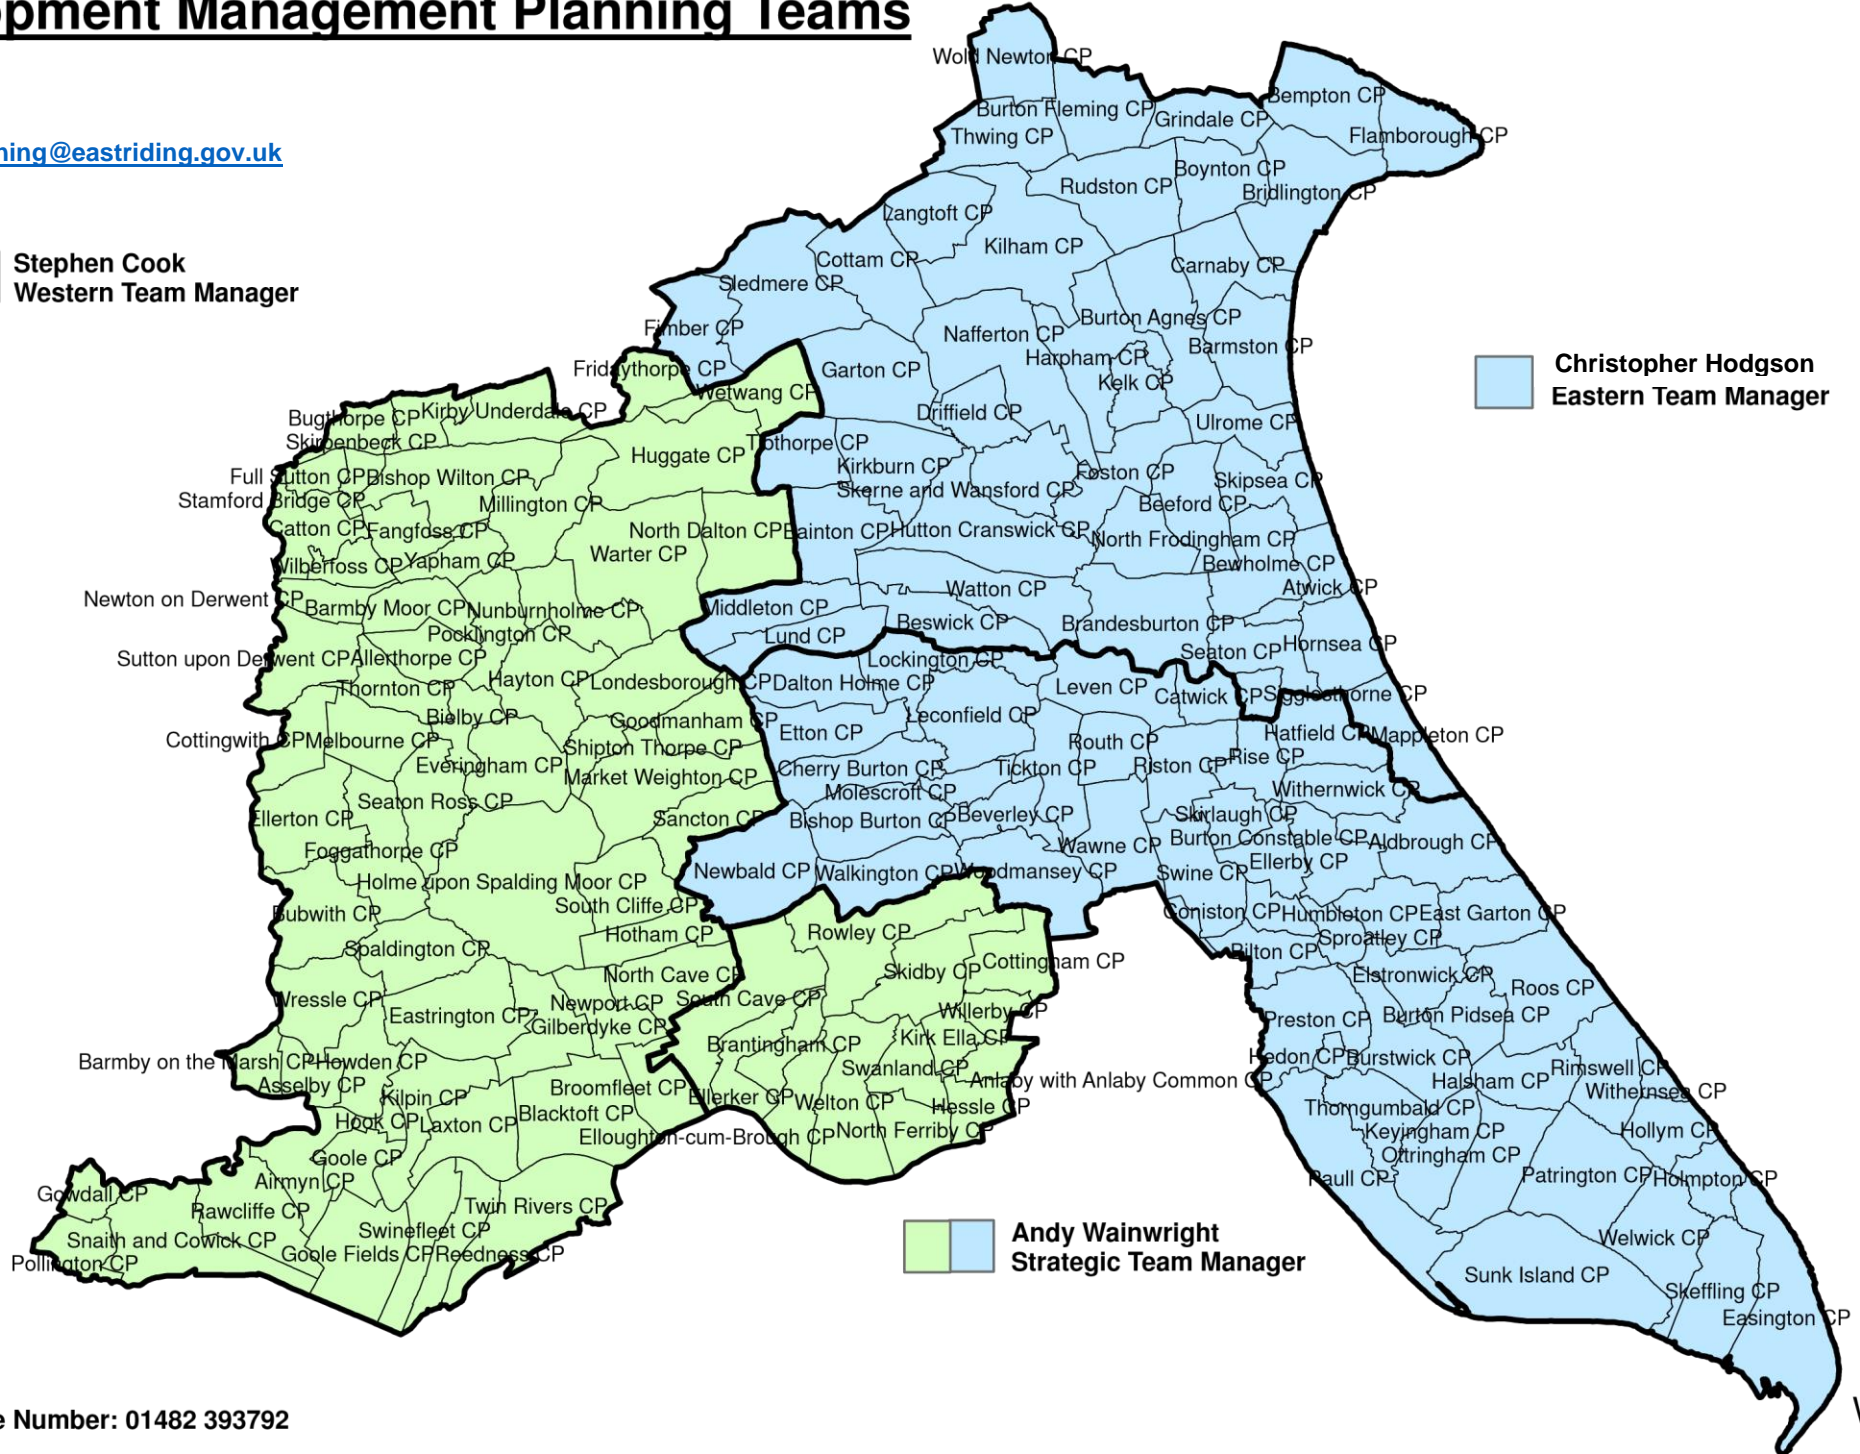 opment Management Planning Teams
ning@eastriding.gov.uk
Stephen Cook
Western Team Manager
Christopher Hodgson
Eastern Team Manager
Andy Wainwright
Strategic Team Manager
e Number: 01482 393792
Wold Newton CP
Bempton CP
Burton Fleming CP
Grindale CP
Thwing CP
Flamborough CP
Boynton CP
Rudston CP
Bridlington CP
Langtoft CP
Kilham CP
Cottam CP
Carnaby CP
Sledmere CP
Burton Agnes CP
Fimber CP
Nafferton CP
Barmston CP
Harpham CP
Fridaythorpe CP
Garton CP
Kelk CP
Wetwang CP
Kirby Underdale CP
Driffield CP
Bugthorpe CP
Ulrome CP
Skirpenbeck CP
Tibthorpe CP
Huggate CP
Kirkburn CP
Foston CP
Full Sutton CP
Bishop Wilton CP
Skipsea CP
Skerne and Wansford CP
Stamford Bridge CP
Millington CP
Beeford CP
Catton CP
Fangfoss CP
North Dalton CP
Bainton CP
Hutton Cranswick CP
North Frodingham CP
Warter CP
Wilberfoss CP
Yapham CP
Bewholme CP
Watton CP
Atwick CP
Newton on Derwent CP
Barmby Moor CP
Nunburnholme CP
Middleton CP
Beswick CP
Brandesburton CP
Pocklington CP
Lund CP
Hornsea CP
Seaton CP
Sutton upon Derwent CP
Allerthorpe CP
Lockington CP
Hayton CP
Londesborough CP
Dalton Holme CP
Leven CP
Thornton CP
Catwick CP
Sigglesthorne CP
Bielby CP
Goodmanham CP
Leconfield CP
Etton CP
Hatfield CP
Mappleton CP
Cottingwith CP
Melbourne CP
Shipton Thorpe CP
Routh CP
Rise CP
Everingham CP
Market Weighton CP
Cherry Burton CP
Tickton CP
Riston CP
Molescroft CP
Withernwick CP
Seaton Ross CP
Ellerton CP
Sancton CP
Bishop Burton CP
Beverley CP
Skirlaugh CP
Burton Constable CP
Aldbrough CP
Foggathorpe CP
Wawne CP
Ellerby CP
Holme upon Spalding Moor CP
Newbald CP
Walkington CP
Woodmansey CP
Swine CP
South Cliffe CP
Bubwith CP
Coniston CP
Humbleton CP
East Garton CP
Hotham CP
Rowley CP
Sproatley CP
Spaldington CP
Bilton CP
Cottingham CP
North Cave CP
Skidby CP
Elstronwick CP
Roos CP
Wressle CP
Newport CP
South Cave CP
Willerby CP
Eastrington CP
Gilberdyke CP
Preston CP
Burton Pidsea CP
Brantingham CP
Kirk Ella CP
Barmby on the Marsh CP
Howden CP
Hedon CP
Burstwick CP
Swanland CP
Rimswell CP
Asselby CP
Broomfleet CP
Anlaby with Anlaby Common CP
Halsham CP
Withernsea CP
Kilpin CP
Ellerker CP
Welton CP
Hessle CP
Thorngumbald CP
Hook CP
Laxton CP
Blacktoft CP
Elloughton-cum-Brough CP
North Ferriby CP
Keyingham CP
Hollym CP
Goole CP
Ottringham CP
Airmyn CP
Paull CP
Patrington CP
Holmpton CP
Gowdall CP
Rawcliffe CP
Twin Rivers CP
Swinefleet CP
Welwick CP
Snaith and Cowick CP
Goole Fields CP
Reedness CP
Pollington CP
Sunk Island CP
Skeffling CP
Easington CP